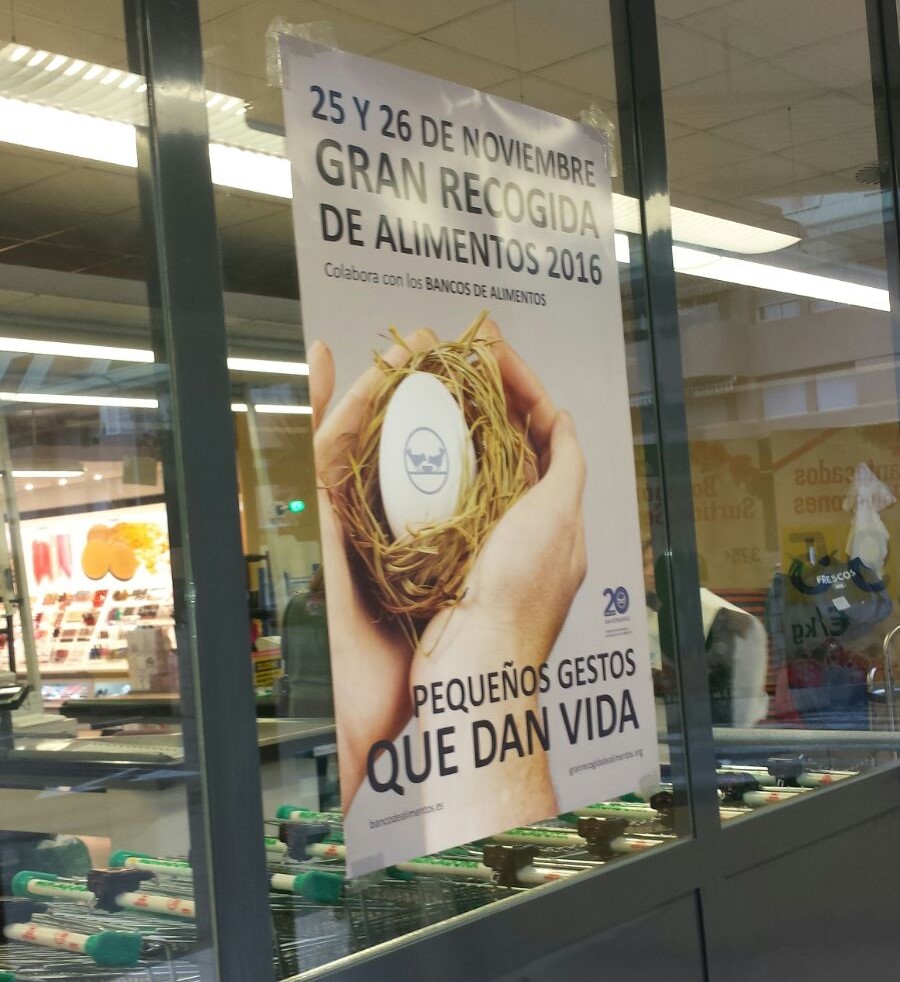 25 Y 26 DE NOVIEMBRE
GRAN RECOGIDA
DE ALIMENTOS 2016
Colabora con los BANCOS DE ALIMENTOS
20
ANIVERSARIO
PEQUEÑOS GESTOS
QUE DAN VIDA
bancodealimentos.es
granrecogidadealimentos.org
FRESCOS
€/kg